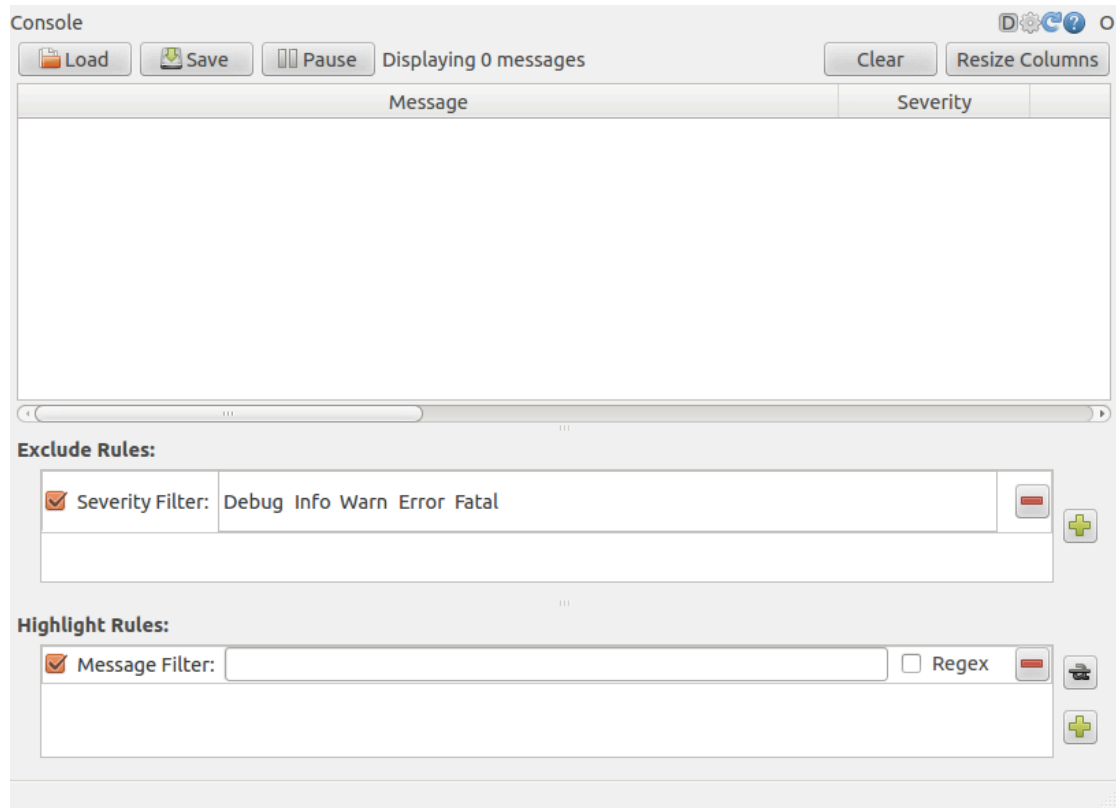 Console D ? O
Load Save Pause Displaying 0 messages Clear Resize Columns
Message Severity
Exclude Rules:
Severity Filter: Debug Info Warn Error Fatal
Highlight Rules:
Message Filter: Regex